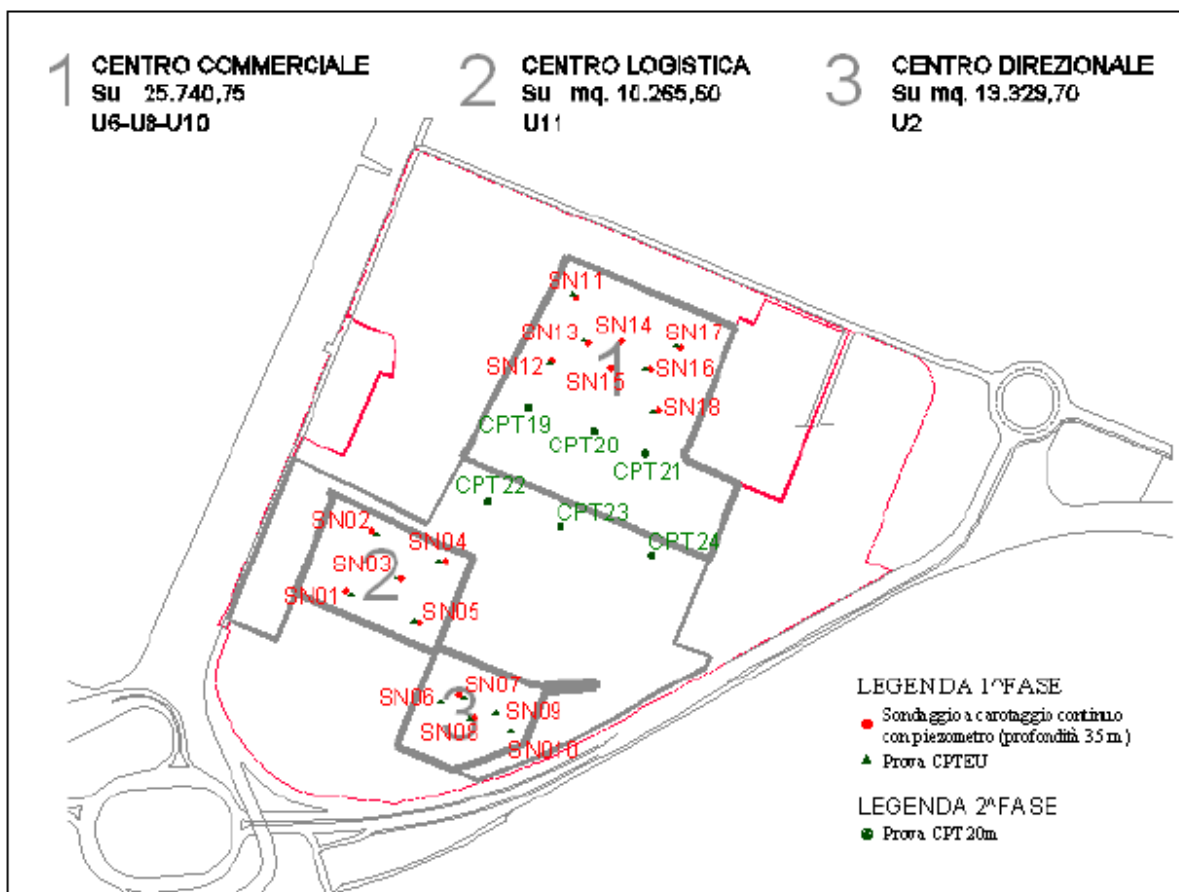 1 CENTRO COMMERCIALE
Su 25.740,75
U6-U8-U10
2 CENTRO LOGISTICA
Su mq. 10.265,60
U11
3 CENTRO DIREZIONALE
Su mq. 19.329,70
U2
SN11
SN13
SN14
SN17
SN12
1
SN15
SN16
SN18
CPT19
CPT20
CPT21
CPT22
CPT23
CPT24
SN02
SN04
SN03
2
SN01
SN05
SN07
SN06
3
SN09
SN08
SN010
LEGENDA 1^FASE
Sondaggio a carotaggio continuo
con piezometro (profondità 35 m)
Prova CPTEU
LEGENDA 2^FASE
Prova CPT 20m